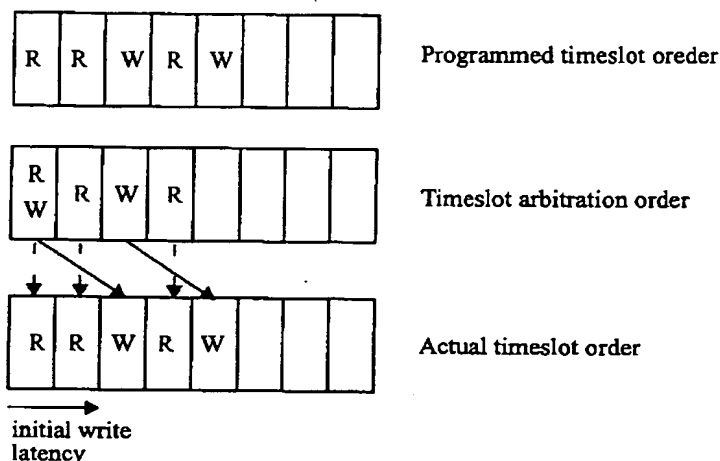 R R W R W Programmed timeslot oreder
R
W R W R Timeslot arbitration order
R R W R W Actual timeslot order
initial write
latency